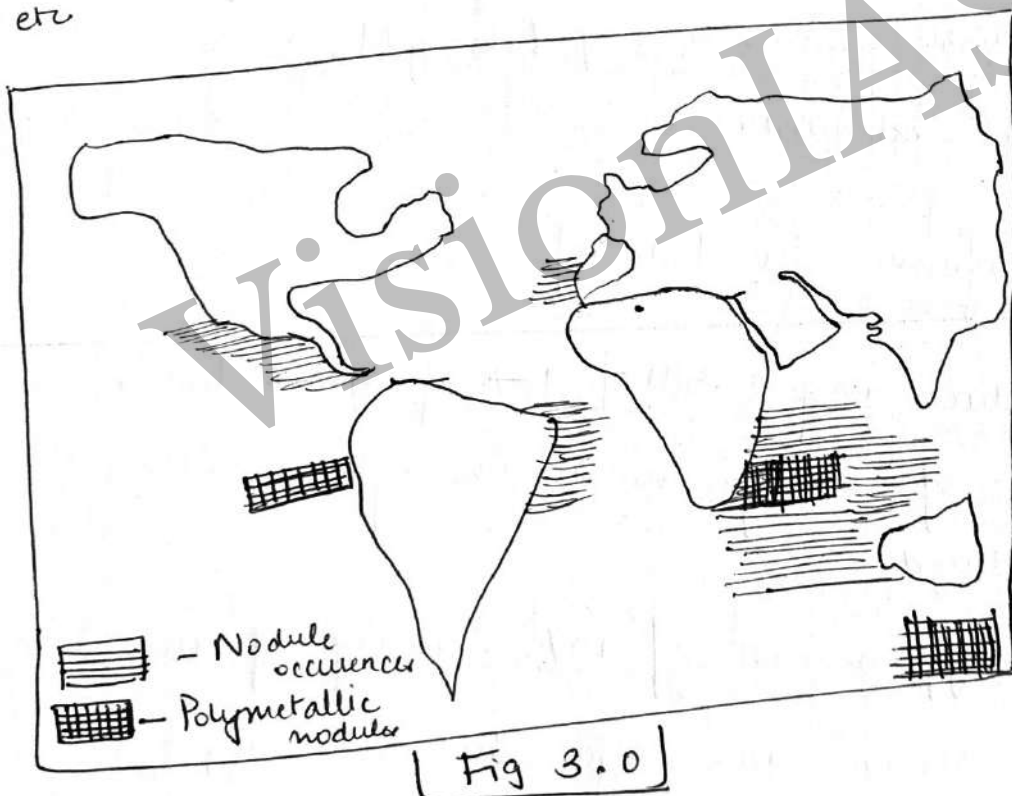 etc
VisionIAS
- Nodule
occurences
- Polymetallic
nodules
Fig 3.0